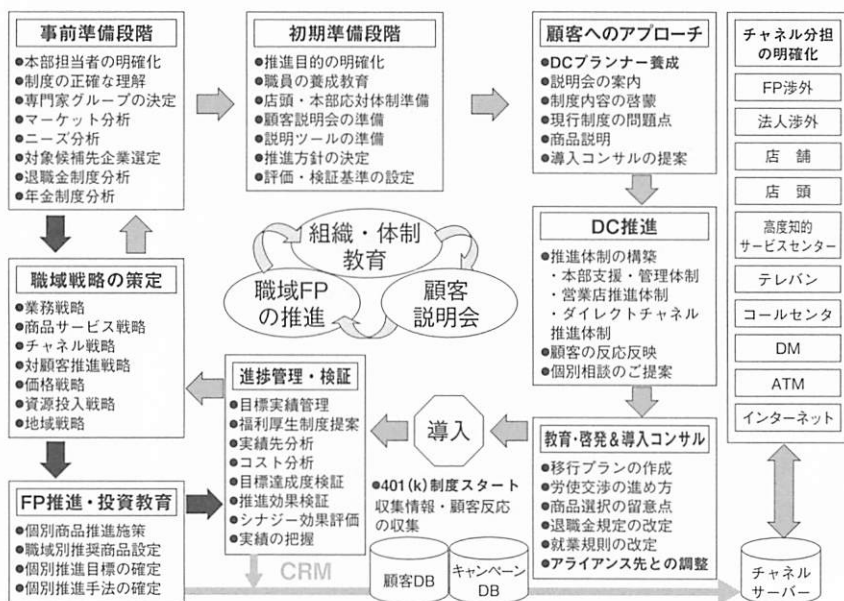 事前準備段階
●本部担当者の明確化
●制度の正確な理解
●専門家グループの決定
●マーケット分析
●ニーズ分析
●対象候補先企業選定
●退職金制度分析
●年金制度分析
初期準備段階
●推進目的の明確化
●職員の養成教育
●店頭・本部応対体制準備
●顧客説明会の準備
●説明ツールの準備
●推進方針の決定
●評価・検証基準の設定
顧客へのアプローチ
●DCプランナー養成
●説明会の案内
●制度内容の啓蒙
●現行制度の問題点
●商品説明
●導入コンサルの提案
チャネル分担
の明確化
FP渉外
法人渉外
店 舗
店 頭
高度知的
サービスセンター
テレバン
コールセンタ
DM
ATM
インターネット
組織・体制
教育
職域FP
の推進
顧客
説明会
DC推進
●推進体制の構築
・本部支援・管理体制
・営業店推進体制
・ダイレクトチャネル
推進体制
●顧客の反応反映
●個別相談のご提案
職域戦略の策定
●業務戦略
●商品サービス戦略
●チャネル戦略
●対顧客推進戦略
●価格戦略
●資源投入戦略
●地域戦略
進捗管理・検証
●目標実績管理
●福利厚生制度提案
●実績先分析
●コスト分析
●目標達成度検証
●推進効果検証
●シナジー効果評価
●実績の把握
導入
●401(k)制度スタート
収集情報・顧客反応
の収集
教育・啓発&導入コンサル
●移行プランの作成
●労使交渉の進め方
●商品選択の留意点
●退職金規定の改定
●就業規則の改定
●アライアンス先との調整
FP推進・投資教育
●個別商品推進施策
●職域別推奨商品設定
●個別推進目標の確定
●個別推進手法の確定
CRM
顧客DB
キャンペーン
DB
チャネル
サーバー